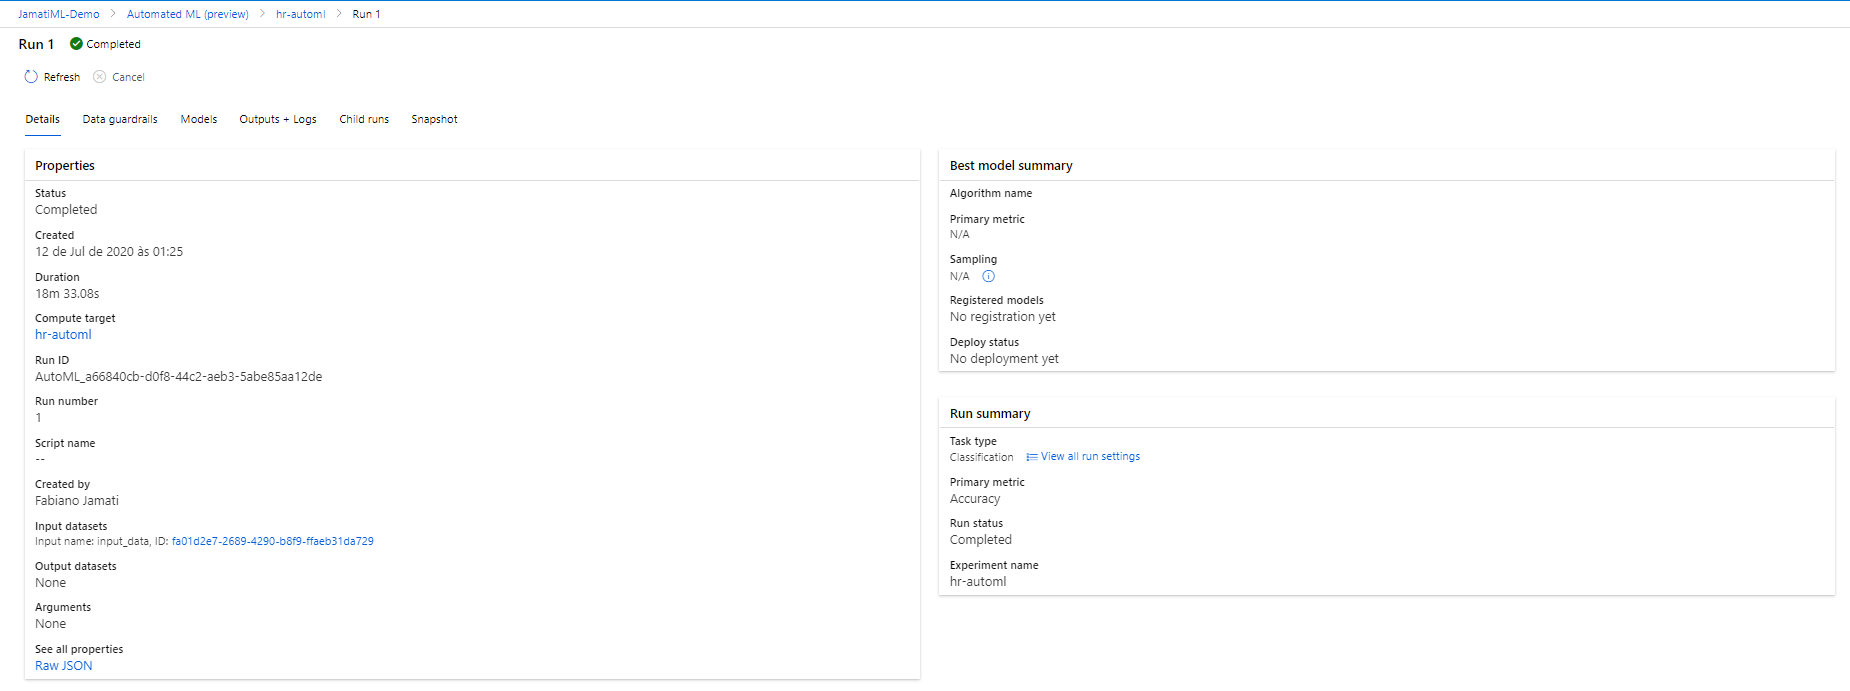 JamatiML-Demo > Automated ML (preview) > hr-automl > Run 1
Run 1 Completed
Refresh Cancel
Details Data guardrails Models Outputs + Logs Child runs Snapshot
Properties
Status
Completed
Created
12 de Jul de 2020 às 01:25
Duration
18m 33.08s
Compute target
hr-automl
Run ID
AutoML_a66840cb-d0f8-44c2-aeb3-5abe85aa12de
Run number
1
Script name
--
Created by
Fabiano Jamati
Input datasets
Input name: input_data, ID: fa01d2e7-2689-4290-b8f9-ffaeb31da729
Output datasets
None
Arguments
None
See all properties
Raw JSON
Best model summary
Algorithm name
Primary metric
N/A
Sampling
N/A
Registered models
No registration yet
Deploy status
No deployment yet
Run summary
Task type
Classification View all run settings
Primary metric
Accuracy
Run status
Completed
Experiment name
hr-automl